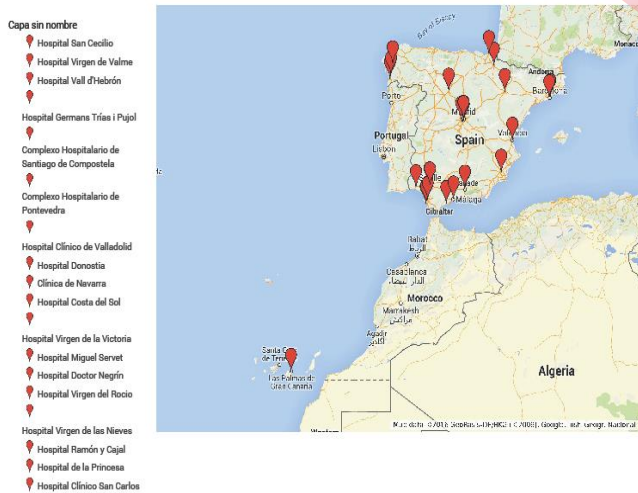 Capa sin nombre
Hospital San Cecilio
Hospital Virgen de Valme
Hospital Vall d'Hebrón
Hospital Germans Trías i Pujol
Complexo Hospitalario de
Santiago de Compostela
Complexo Hospitalario de
Pontevedra
Hospital Clínico de Valladolid
Hospital Donostia
Clínica de Navarra
Hospital Costa del Sol
Hospital Virgen de la Victoria
Hospital Miguel Servet
Hospital Doctor Negrín
Hospital Virgen del Rocio
Hospital Virgen de las Nieves
Hospital Ramón y Cajal
Hospital de la Princesa
Hospital Clínico San Carlos
Bay of Biscay
Monaco
Andorra
Barcelona
Porto
Madrid
Portugal
Spain
Valencia
Lisbon
Málaga
Gibraltar
Rabat
الرباط
Casablanca
الدار البيضاء
Morocco
Marrakesh
مراكش
Agadir
أكادير
Santa Cruz
de Tenerife
Las Palmas de
Gran Canaria
Algeria
Western